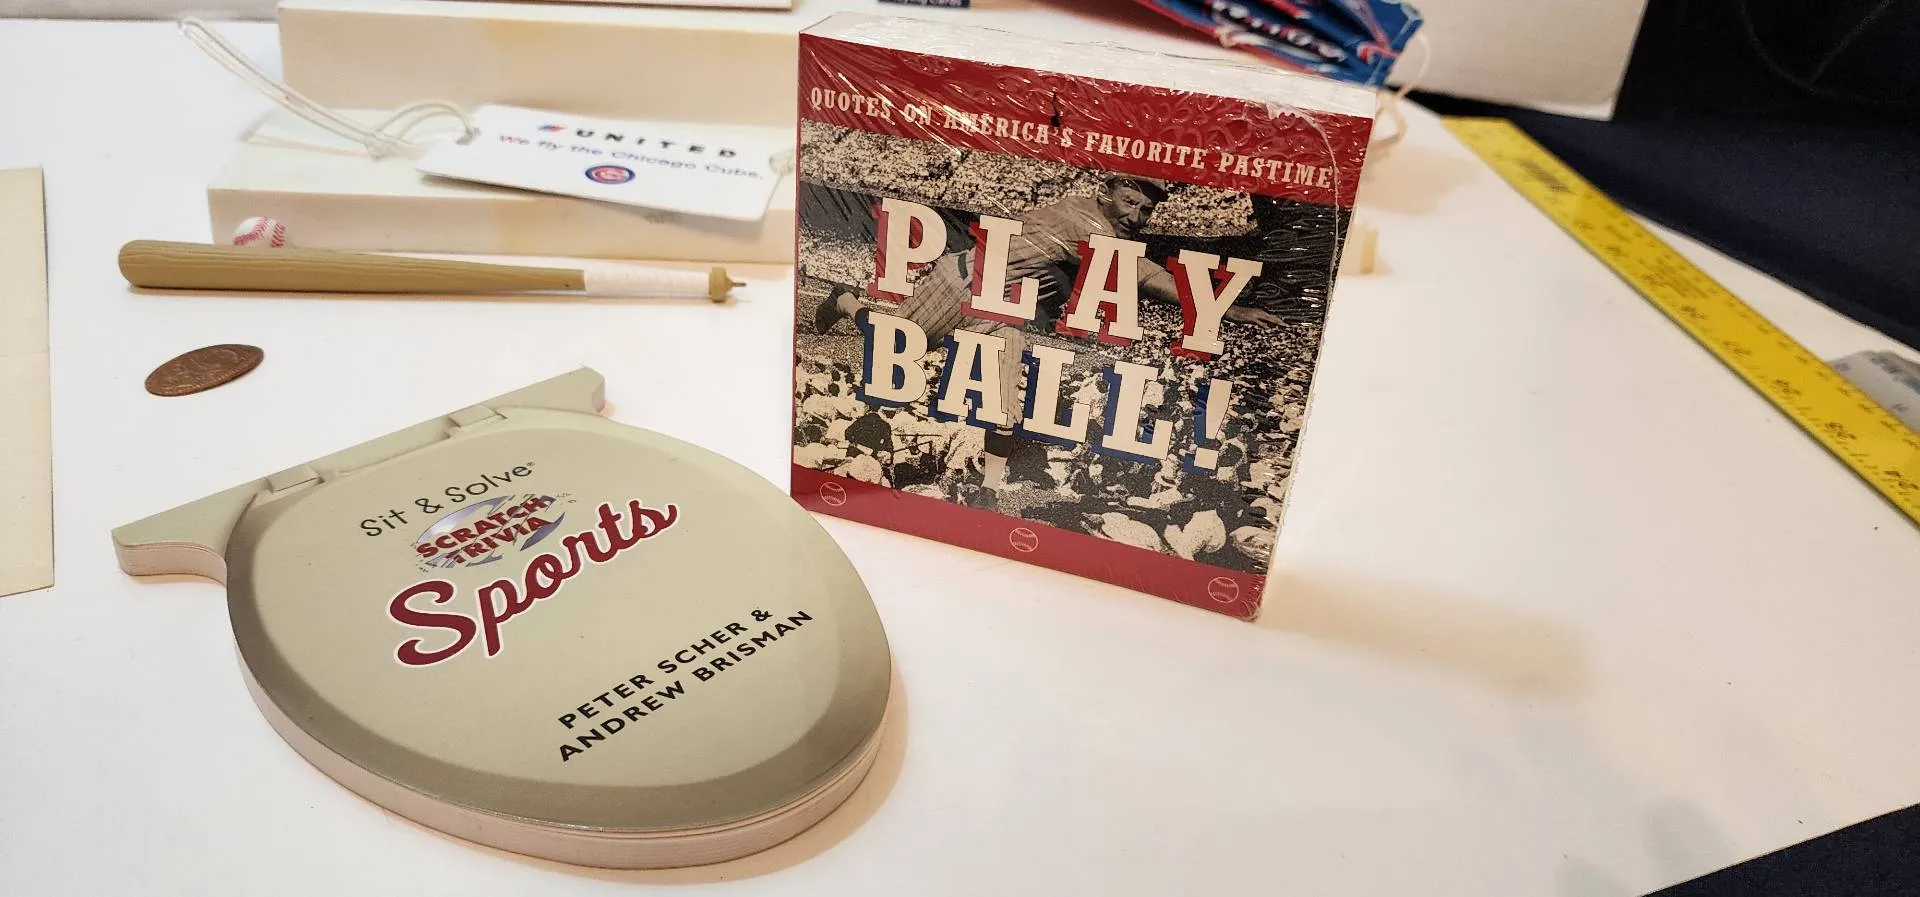 UNITED
We fly the Chicago Cubs.
QUOTES ON AMERICA'S FAVORITE PASTIME
PLAY
BALL!
Sit & Solve®
SCRATCH
TRIVIA
Sports
PETER SCHER &
ANDREW BRISMAN